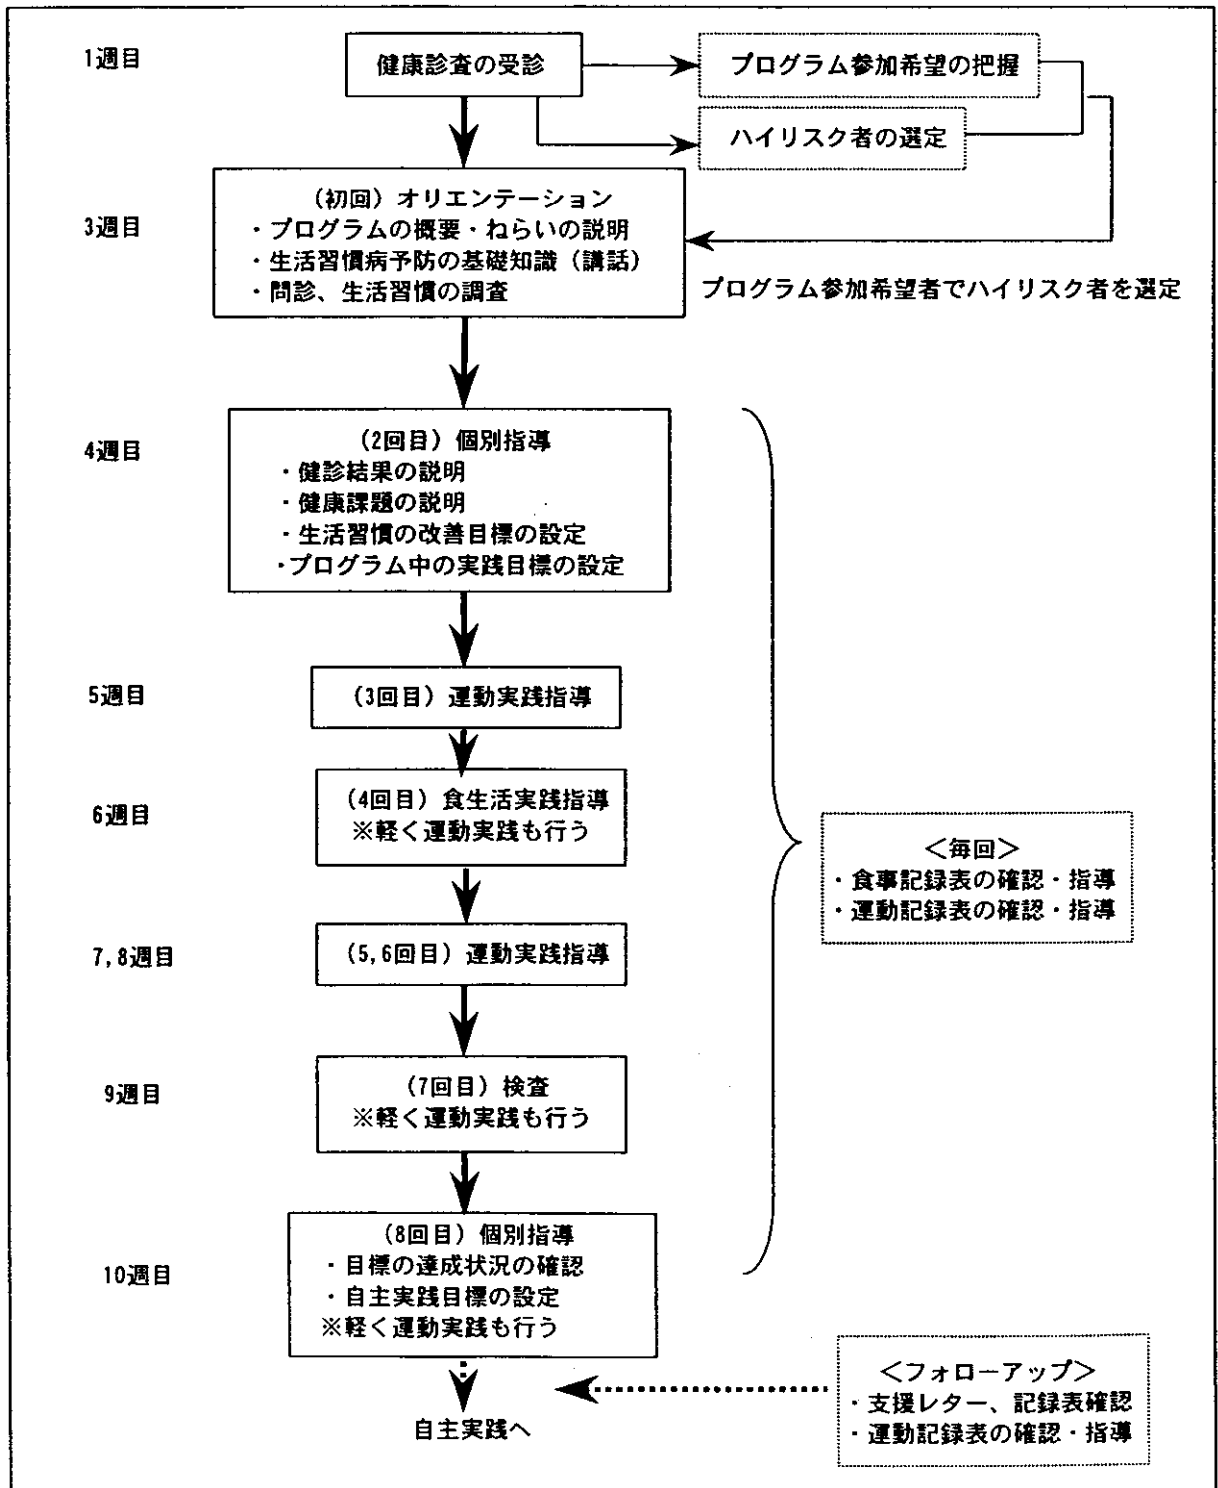 1週目
健康診査の受診
プログラム参加希望の把握
ハイリスク者の選定
3週目
(初回) オリエンテーション
・プログラムの概要・ねらいの説明
・生活習慣病予防の基礎知識(講話)
・問診、生活習慣の調査
プログラム参加希望者でハイリスク者を選定
4週目
(2回目) 個別指導
・健診結果の説明
・健康課題の説明
・生活習慣の改善目標の設定
・プログラム中の実践目標の設定
5週目
(3回目) 運動実践指導
6週目
(4回目) 食生活実践指導
※軽く運動実践も行う
<毎回>
・食事記録表の確認・指導
・運動記録表の確認・指導
7,8週目
(5,6回目) 運動実践指導
9週目
(7回目) 検査
※軽く運動実践も行う
10週目
(8回目) 個別指導
・目標の達成状況の確認
・自主実践目標の設定
※軽く運動実践も行う
<フォローアップ>
・支援レター、記録表確認
・運動記録表の確認・指導
自主実践へ